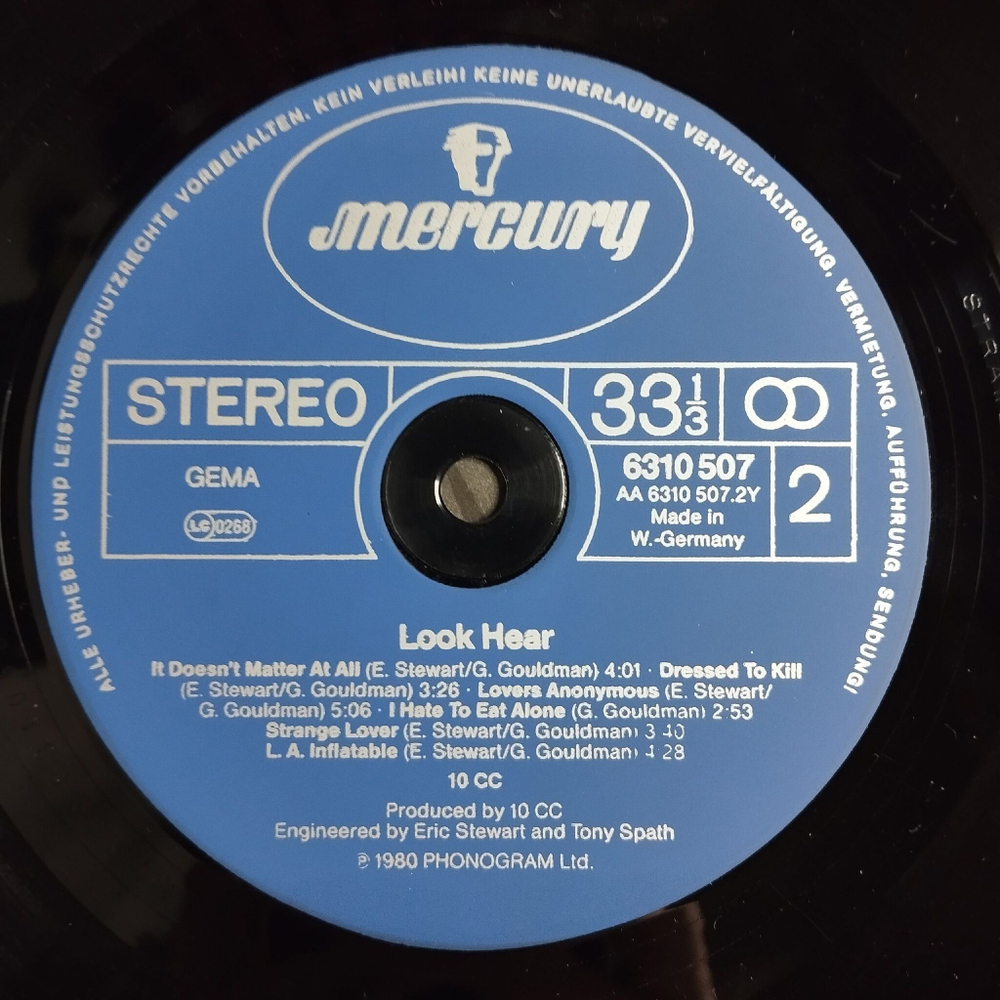 ALLE URHEBER- UND LEISTUNGSSCHUTZRECHTE VORBEHALTEN. KEIN VERLEIH! KEINE UNERLAUBTE VERVIELFÄLTIGUNG, VERMIETUNG, AUFFÜHRUNG, SENDUNG!
mercury
STEREO
33 1/3
GEMA
LC 0268
6310 507
AA 6310 507.2Y
Made in
W.-Germany
2
Look Hear
It Doesn't Matter At All (E. Stewart/G. Gouldman) 4:01 · Dressed To Kill
(E. Stewart/G. Gouldman) 3:26 · Lovers Anonymous (E. Stewart/
G. Gouldman) 5:06 · I Hate To Eat Alone (G. Gouldman) 2:53
Strange Lover (E. Stewart/G. Gouldman) 3:40
L. A. Inflatable (E. Stewart/G. Gouldman) 4:28
10 CC
Produced by 10 CC
Engineered by Eric Stewart and Tony Spath
℗ 1980 PHONOGRAM Ltd.